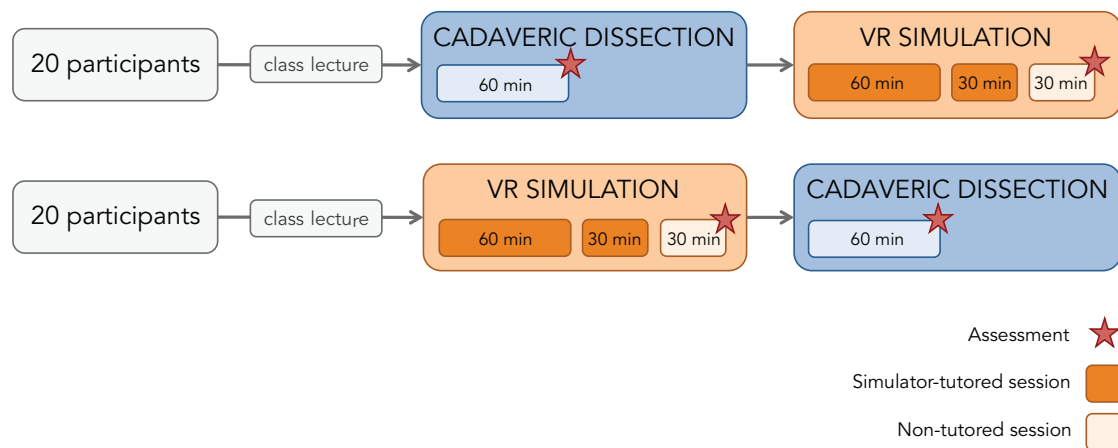 20 participants
class lecture
CADAVERIC DISSECTION
60 min
VR SIMULATION
60 min
30 min
30 min
20 participants
class lecture
VR SIMULATION
60 min
30 min
30 min
CADAVERIC DISSECTION
60 min
Assessment
Simulator-tutored session
Non-tutored session